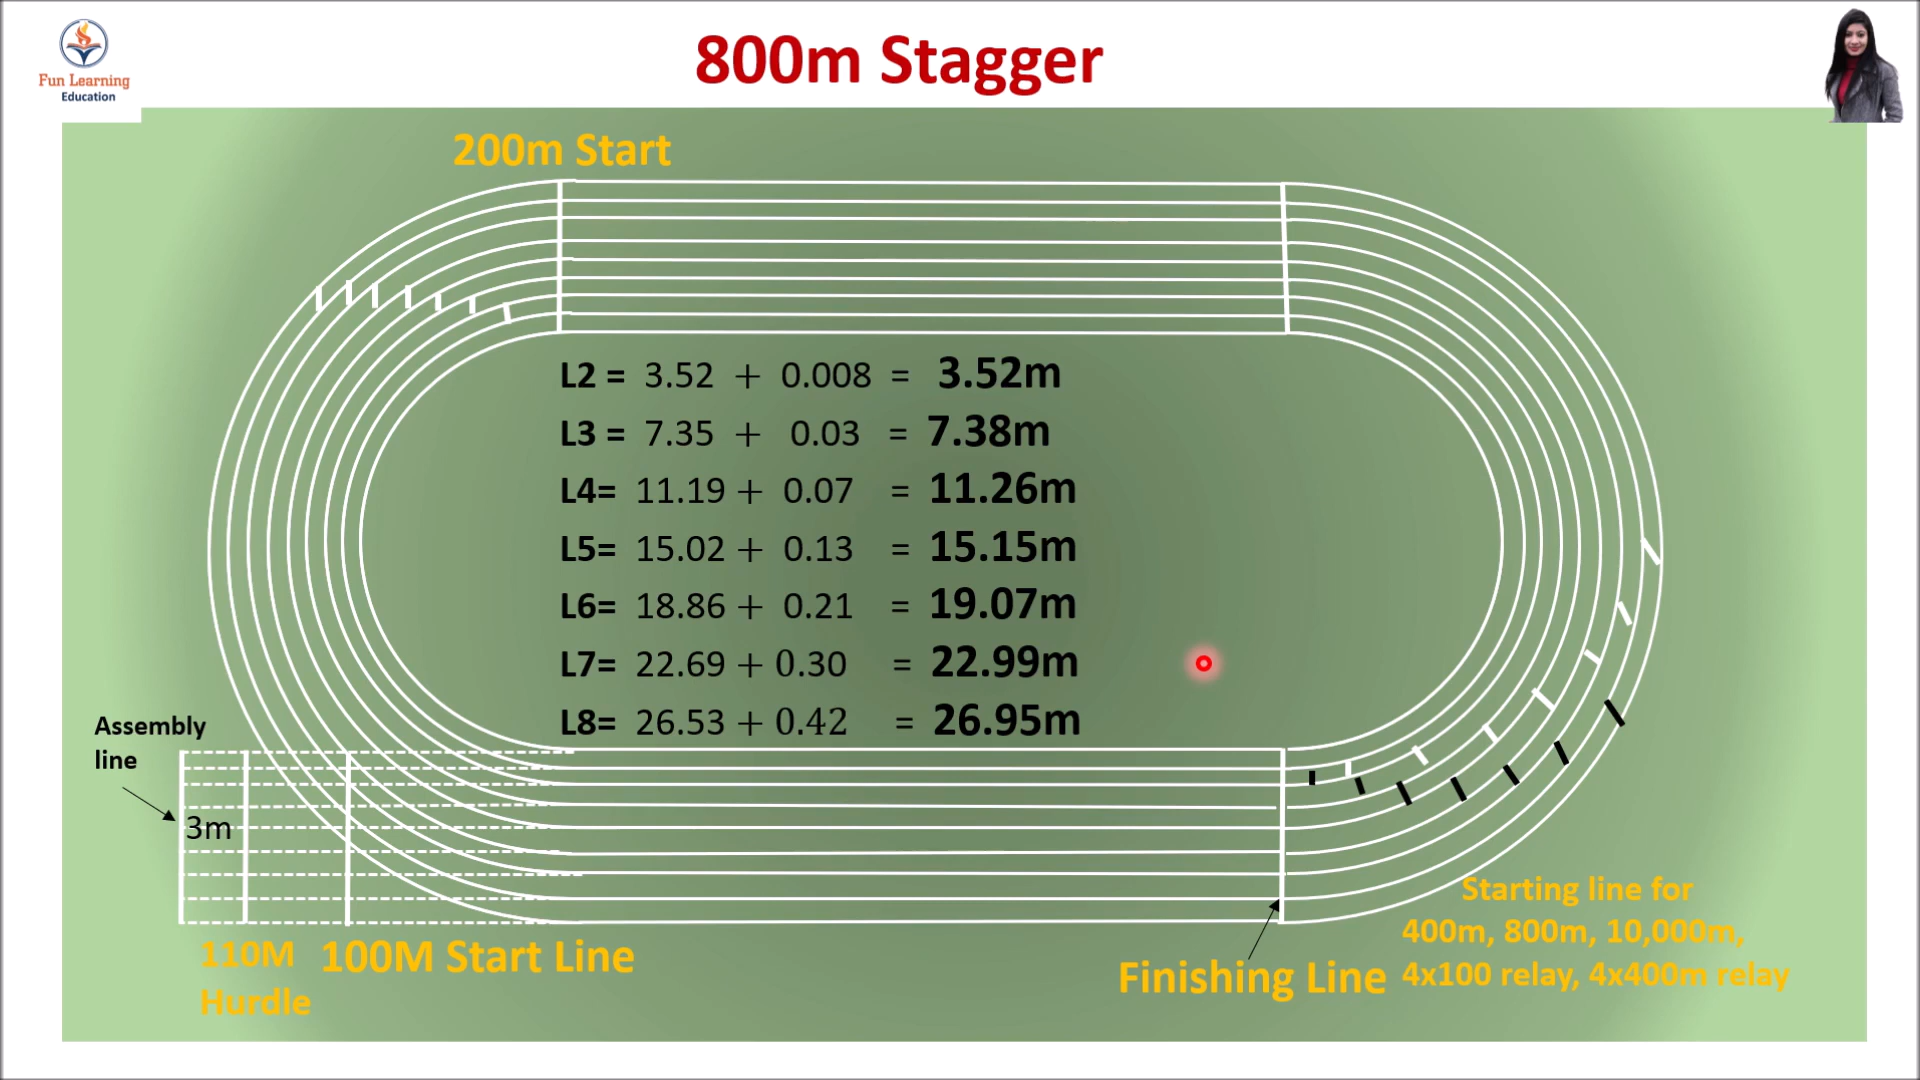 Fun Learning
Education
800m Stagger
200m Start
L2 = 3.52 + 0.008 = 3.52m
L3 = 7.35 + 0.03 = 7.38m
L4= 11.19 + 0.07 = 11.26m
L5= 15.02 + 0.13 = 15.15m
L6= 18.86 + 0.21 = 19.07m
L7= 22.69 + 0.30 = 22.99m
L8= 26.53 + 0.42 = 26.95m
Assembly
line
3m
110M
Hurdle
100M Start Line
Finishing Line
Starting line for
400m, 800m, 10,000m,
4x100 relay, 4x400m relay